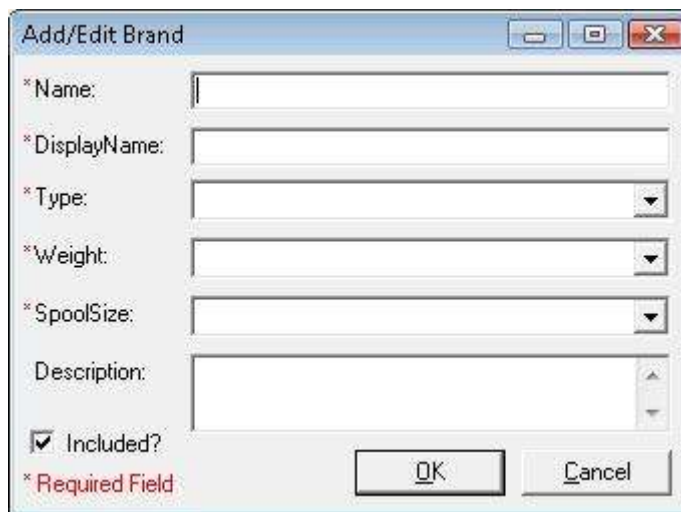 Add/Edit Brand
*Name:
*DisplayName:
*Type:
*Weight:
*SpoolSize:
Description:
Included?
*Required Field
OK
Cancel